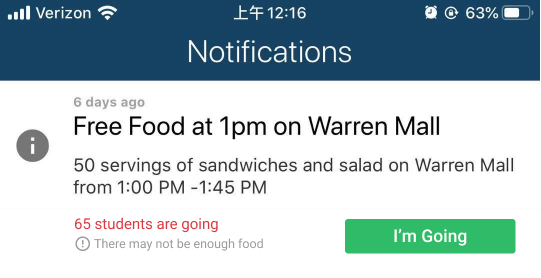 Verizon 上午12:16 63%
Notifications
6 days ago
Free Food at 1pm on Warren Mall
50 servings of sandwiches and salad on Warren Mall
from 1:00 PM -1:45 PM
65 students are going
There may not be enough food
I'm Going